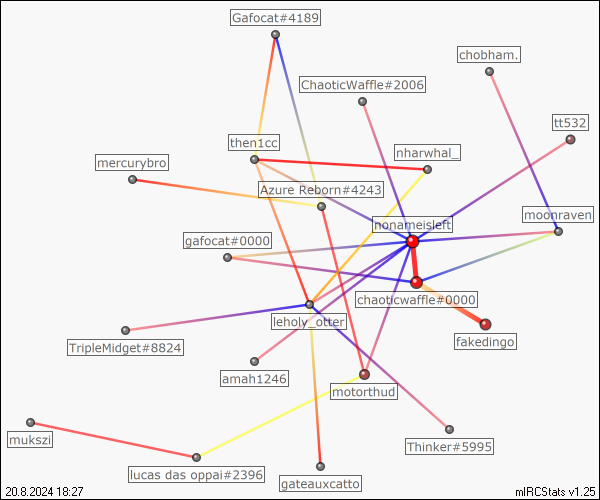 Gafocat#4189
chobham.
ChaoticWaffle#2006
tt532
then1cc
nharwhal_
mercurybro
Azure Reborn#4243
nonameisleft
moonraven
gafocat#0000
chaoticwaffle#0000
leholy_otter
fakedingo
TripleMidget#8824
amah1246
motorthud
mukszi
Thinker#5995
lucas das oppai#2396
gateauxcatto
20.8.2024 18:27
mIRCStats v1.25